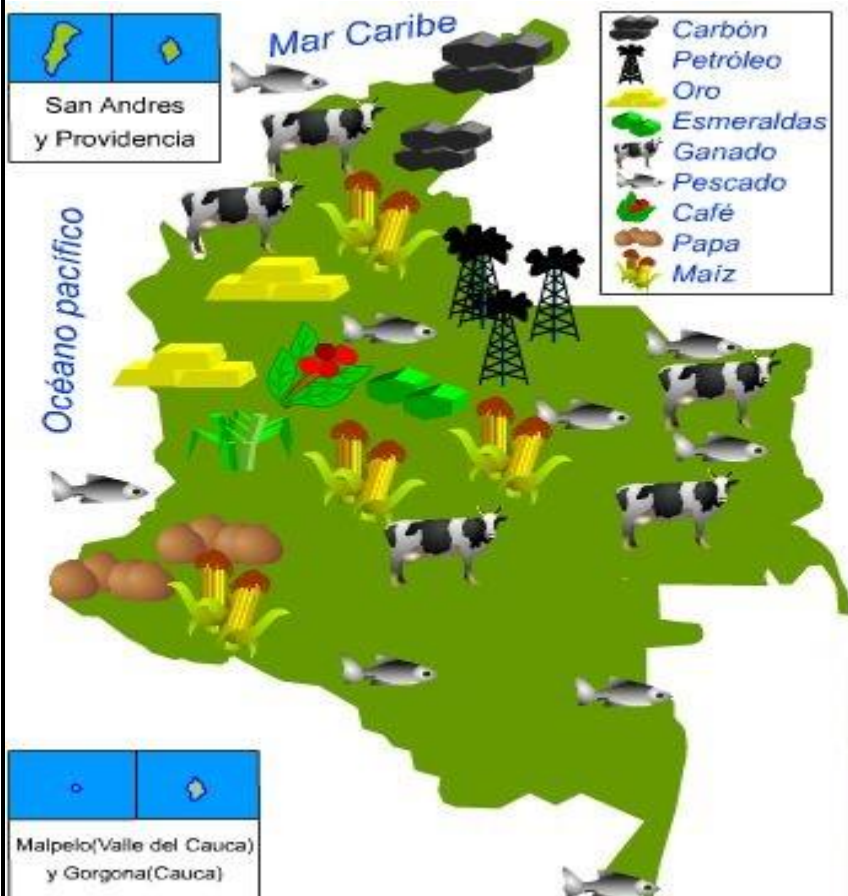 Mar Caribe
San Andres
y Providencia
Océano pacífico
Carbón
Petróleo
Oro
Esmeraldas
Ganado
Pescado
Café
Papa
Maíz
Malpelo(Valle del Cauca)
y Gorgona(Cauca)